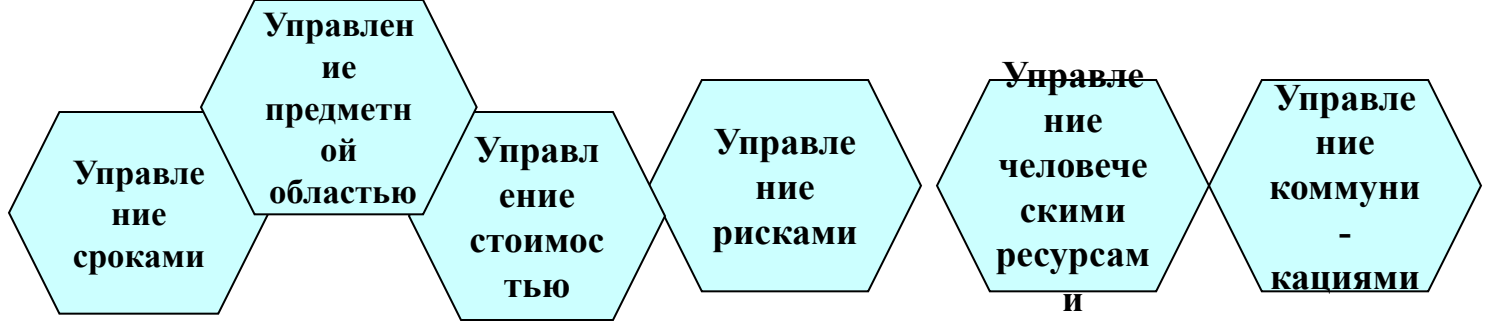 Управле
ние
сроками
Управлен
ие
предметн
ой
областью
Управл
ение
стоимос
тью
Управле
ние
рисками
Управле
ние
человече
скими
ресурсам
и
Управле
ние
коммуни
-
кациями